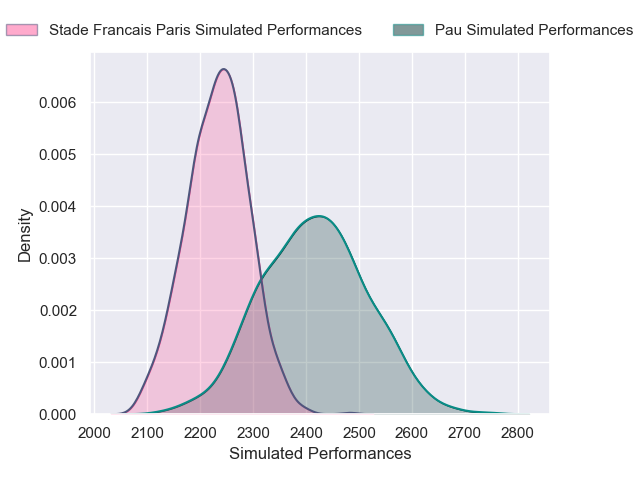 Stade Francais Paris Simulated Performances
Pau Simulated Performances
0.006
0.005
0.004
0.003
0.002
0.001
0.000
Density
2000 2100 2200 2300 2400 2500 2600 2700 2800
Simulated Performances